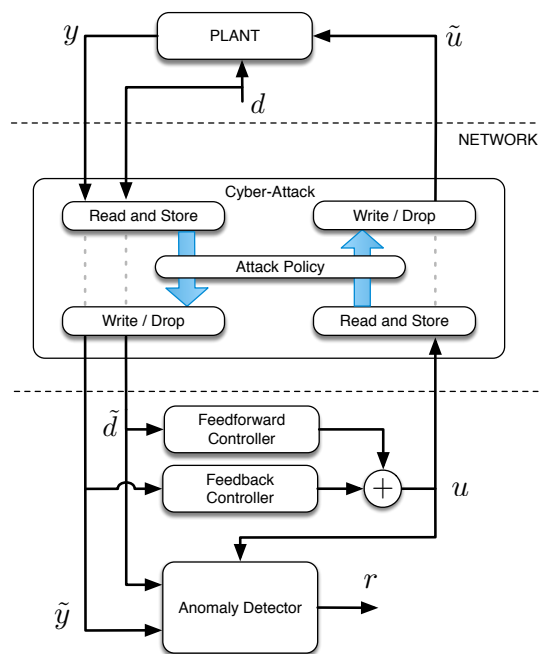 y
PLANT
ũ
d
NETWORK
Cyber-Attack
Read and Store
Write / Drop
Attack Policy
Write / Drop
Read and Store
d̃
Feedforward
Controller
Feedback
Controller
+
u
ỹ
Anomaly Detector
r